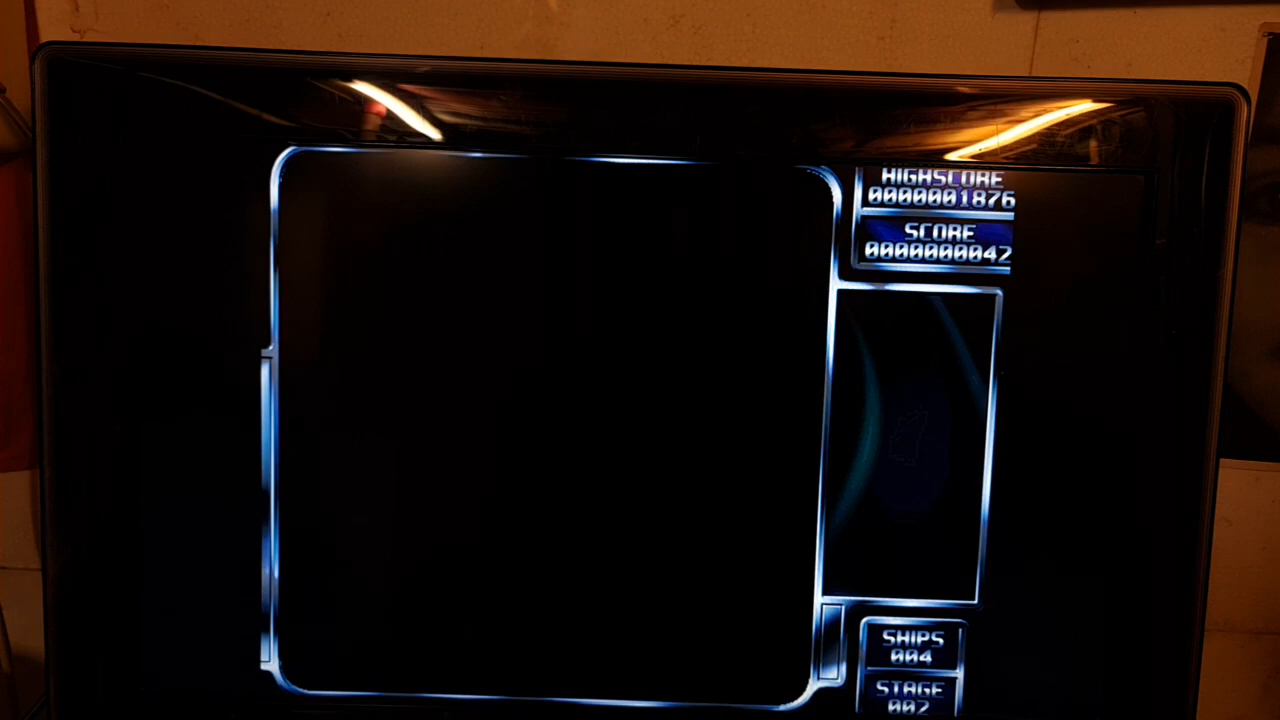 HIGHSCORE
0000001876
SCORE
0000000042
SHIPS
004
STAGE
002